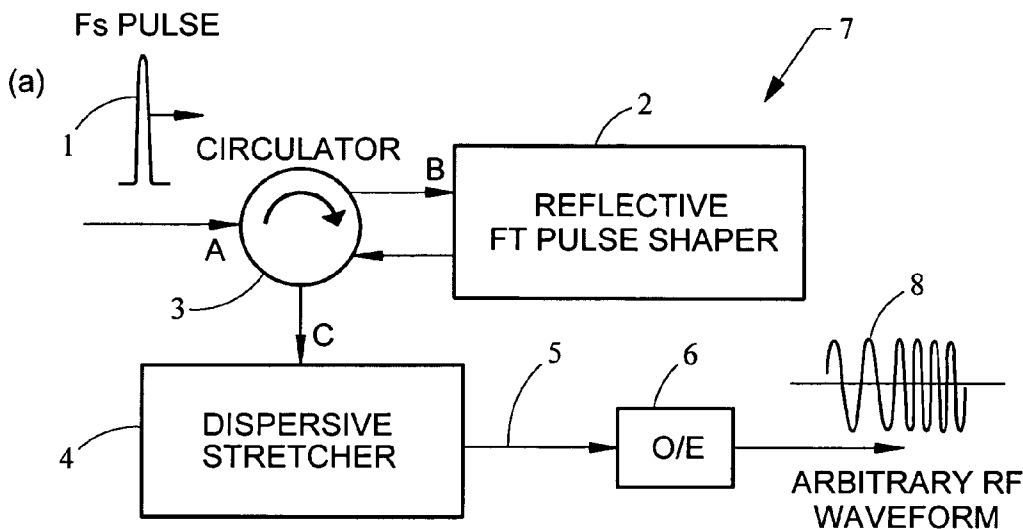 Fs PULSE
(a)
1
CIRCULATOR
7
2
B
REFLECTIVE
FT PULSE SHAPER
A
3
C
8
5
6
DISPERSIVE
STRETCHER
4
O/E
ARBITRARY RF
WAVEFORM